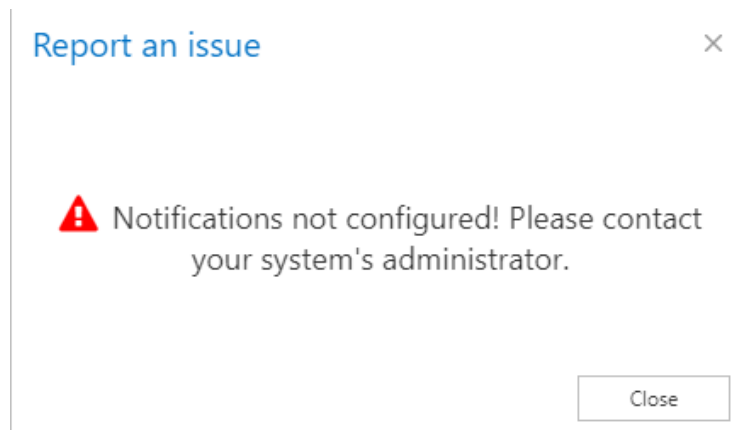 Report an issue
Notifications not configured! Please contact
your system's administrator.
Close